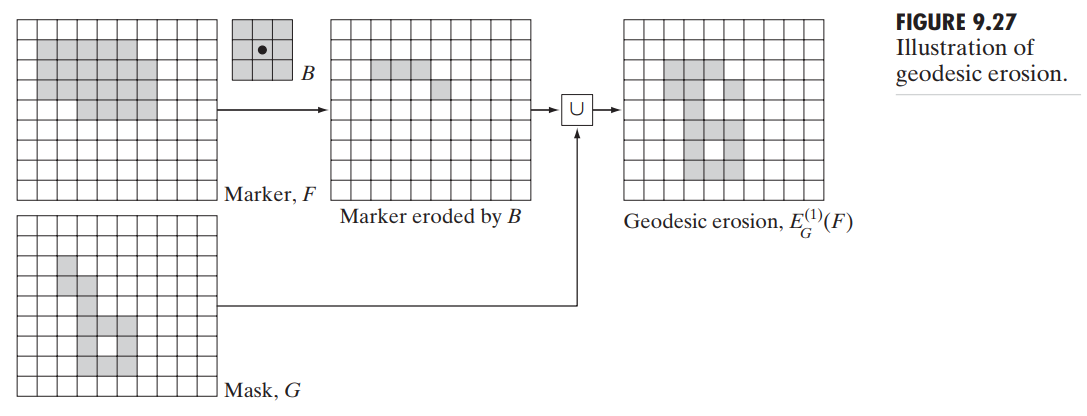 FIGURE 9.27
Illustration of
geodesic erosion.
B
Marker, F
Marker eroded by B
∪
Geodesic erosion, E_G^{(1)}(F)
Mask, G